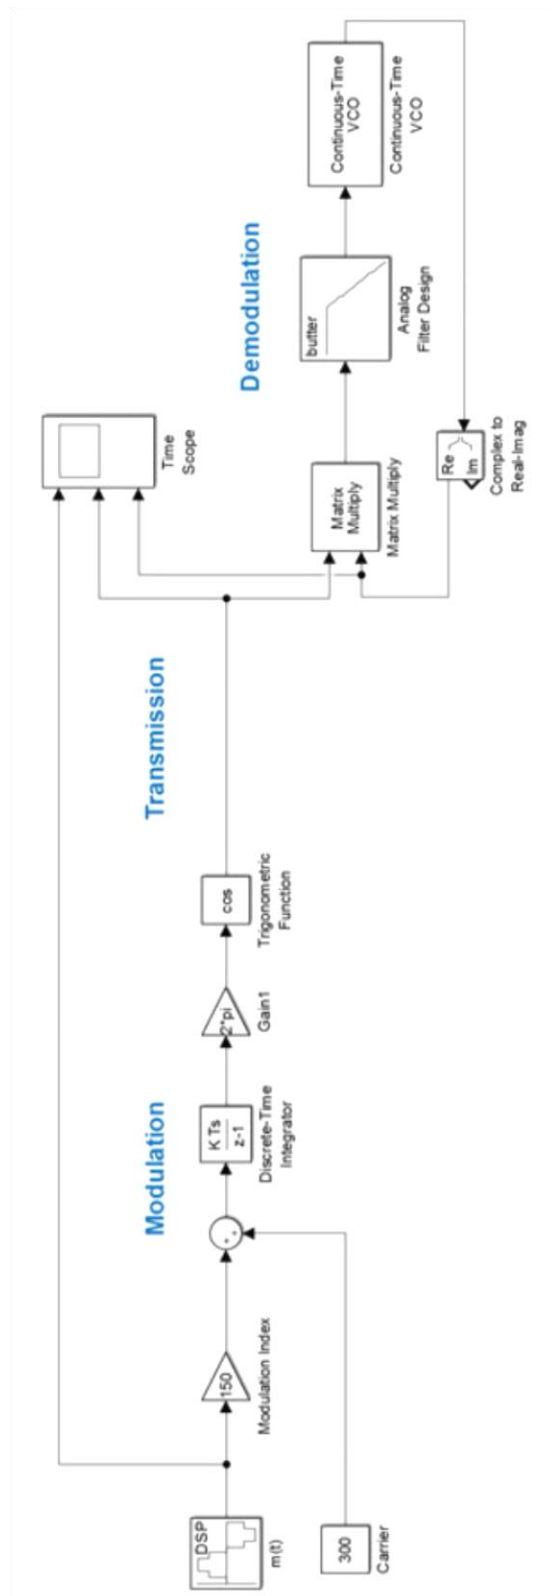 Modulation
Transmission
Demodulation
DSP
m(t)
300
Carrier
150
Modulation Index
+
+
K Ts
z-1
Discrete-Time
Integrator
2*pi
Gain1
cos
Trigonometric
Function
Time
Scope
Matrix
Multiply
Matrix Multiply
butter
Analog
Filter Design
Continuous-Time
VCO
Continuous-Time
VCO
Re
Im
Complex to
Real-Imag